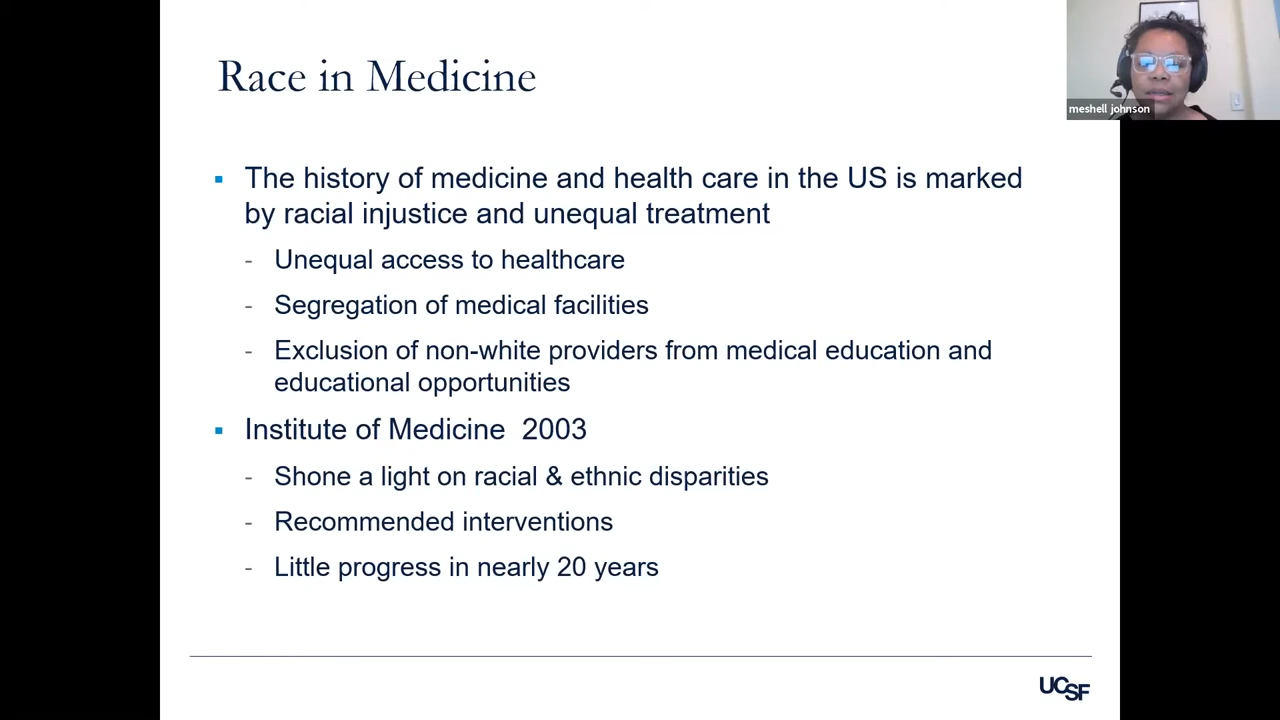 Race in Medicine
meshell johnson
▪ The history of medicine and health care in the US is marked
by racial injustice and unequal treatment
- Unequal access to healthcare
- Segregation of medical facilities
- Exclusion of non-white providers from medical education and
educational opportunities
▪ Institute of Medicine  2003
- Shone a light on racial & ethnic disparities
- Recommended interventions
- Little progress in nearly 20 years
UCSF